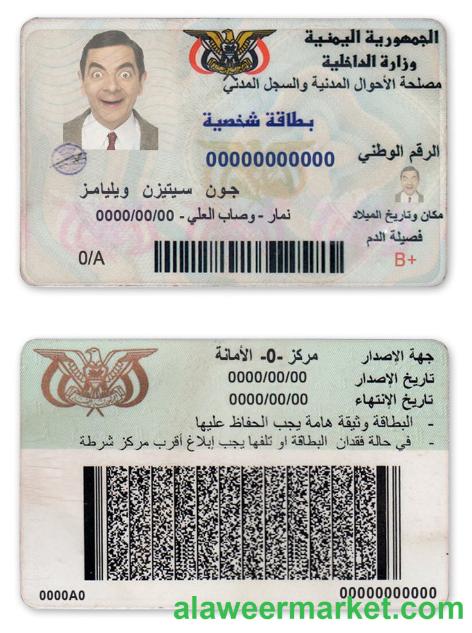 الجمهورية اليمنية
وزارة الداخلية
مصلحة الأحوال المدنية والسجل المدني
بطاقة شخصية
الرقم الوطني 00000000000
جون سيتيزن ويليامز
مكان وتاريخ الميلاد نمار - وصاب العلي - 0000/00/00
فصيلة الدم B+
0/A
جهة الإصدار مركز -0- الأمانة
تاريخ الإصدار 0000/00/00
تاريخ الإنتهاء 0000/00/00
- البطاقة وثيقة هامة يجب الحفاظ عليها
- في حالة فقدان البطاقة او تلفها يجب إبلاغ أقرب مركز شرطة
0000A0 00000000000
alaweermarket.com